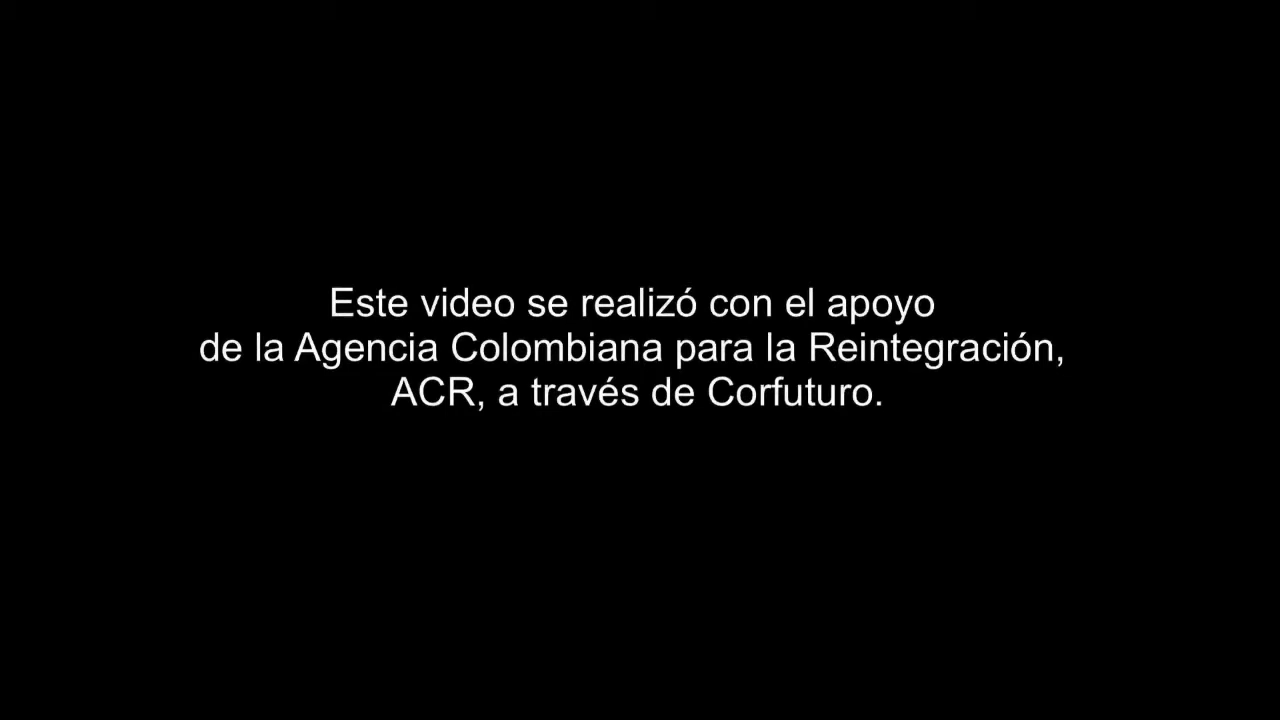 Este video se realizó con el apoyo
de la Agencia Colombiana para la Reintegración,
ACR, a través de Corfuturo.